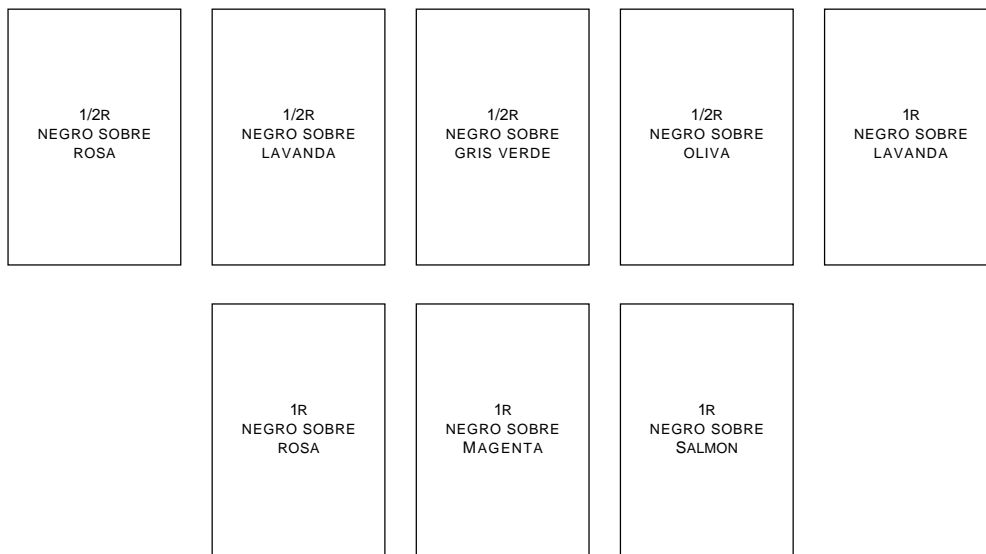 1/2R
NEGRO SOBRE
ROSA
1/2R
NEGRO SOBRE
LAVANDA
1/2R
NEGRO SOBRE
GRIS VERDE
1/2R
NEGRO SOBRE
OLIVA
1R
NEGRO SOBRE
LAVANDA
1R
NEGRO SOBRE
ROSA
1R
NEGRO SOBRE
MAGENTA
1R
NEGRO SOBRE
SALMON